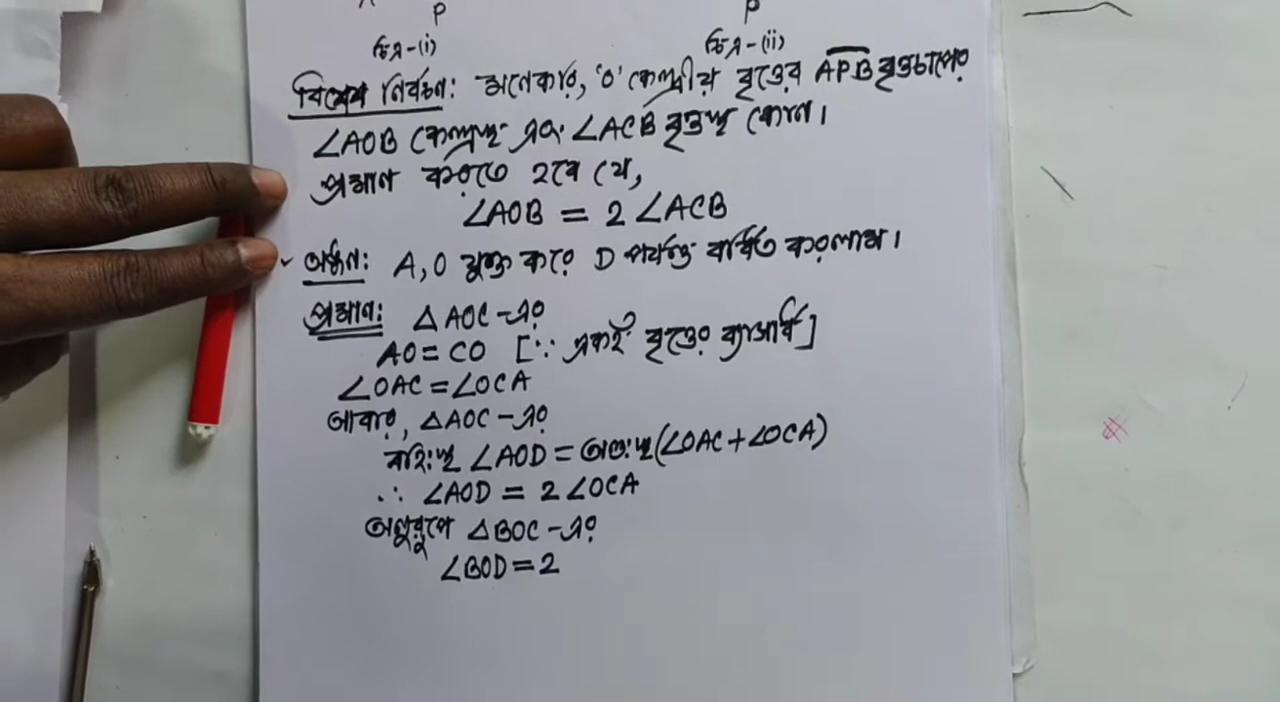 P P
চিত্র-(i) চিত্র-(ii)
বিশেষ নির্বচন: মনেকরি, 'O' কেন্দ্রীয় বৃত্তের APB বৃত্তচাপের
∠AOB কেন্দ্রস্থ এবং ∠ACB বৃত্তস্থ কোণ।
প্রমাণ করতে হবে যে,
∠AOB = 2 ∠ACB
অঙ্কন: A, O যুক্ত করে D পর্যন্ত বর্ধিত করলাম।
প্রমাণ: △AOC-এর
AO = CO [∵ একই বৃত্তের ব্যাসার্ধ]
∠OAC = ∠OCA
আবার, △AOC-এর
বহিঃস্থ ∠AOD = অন্তঃস্থ (∠OAC + ∠OCA)
∴ ∠AOD = 2 ∠OCA
অনুরূপে △BOC-এর
∠BOD = 2